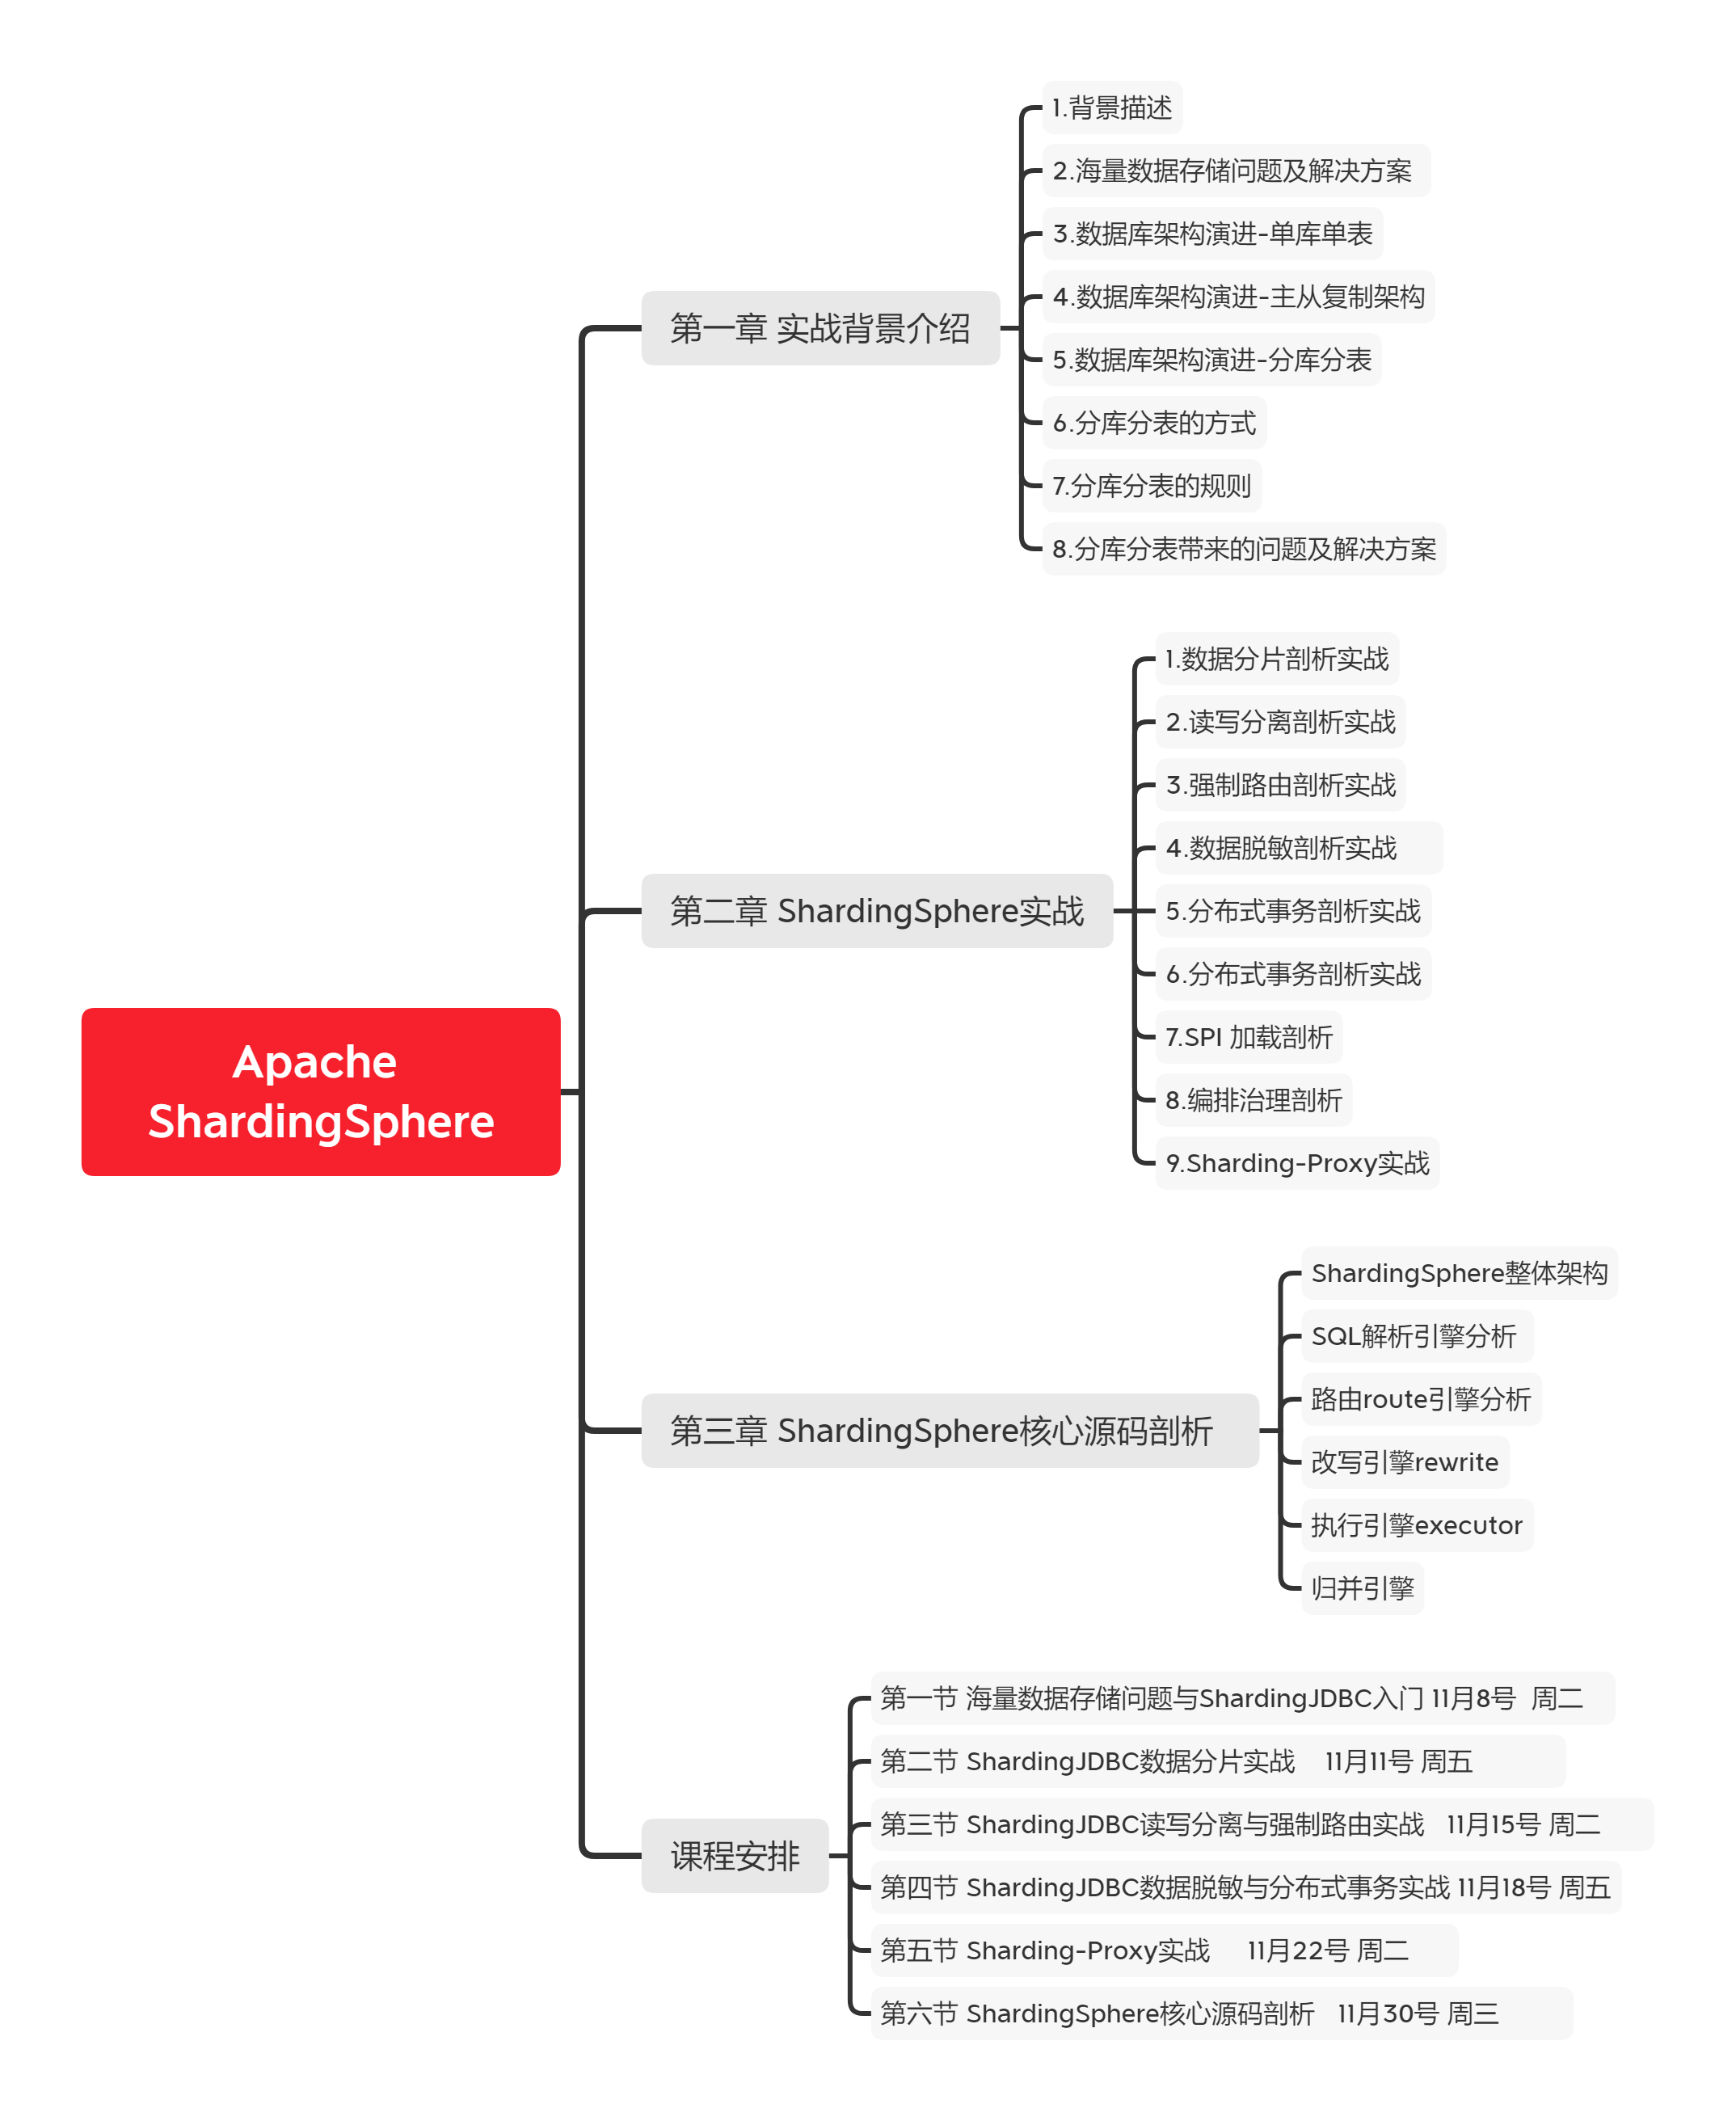 Apache
ShardingSphere
第一章 实战背景介绍
1.背景描述
2.海量数据存储问题及解决方案
3.数据库架构演进-单库单表
4.数据库架构演进-主从复制架构
5.数据库架构演进-分库分表
6.分库分表的方式
7.分库分表的规则
8.分库分表带来的问题及解决方案
第二章 ShardingSphere实战
1.数据分片剖析实战
2.读写分离剖析实战
3.强制路由剖析实战
4.数据脱敏剖析实战
5.分布式事务剖析实战
6.分布式事务剖析实战
7.SPI 加载剖析
8.编排治理剖析
9.Sharding-Proxy实战
第三章 ShardingSphere核心源码剖析
ShardingSphere整体架构
SQL解析引擎分析
路由route引擎分析
改写引擎rewrite
执行引擎executor
归并引擎
课程安排
第一节 海量数据存储问题与ShardingJDBC入门 11月8号 周二
第二节 ShardingJDBC数据分片实战 11月11号 周五
第三节 ShardingJDBC读写分离与强制路由实战 11月15号 周二
第四节 ShardingJDBC数据脱敏与分布式事务实战 11月18号 周五
第五节 Sharding-Proxy实战 11月22号 周二
第六节 ShardingSphere核心源码剖析 11月30号 周三